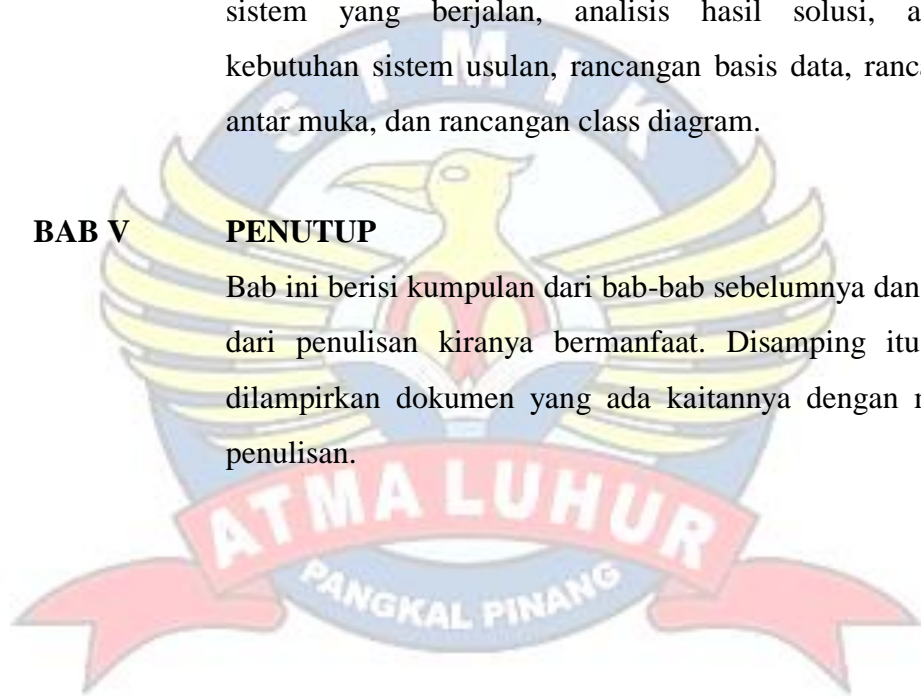 sistem yang berjalan, analisis hasil solusi, a
kebutuhan sistem usulan, rancangan basis data, ranc
antar muka, dan rancangan class diagram.
STMIK
BAB V PENUTUP
Bab ini berisi kumpulan dari bab-bab sebelumnya dan
dari penulisan kiranya bermanfaat. Disamping itu
dilampirkan dokumen yang ada kaitannya dengan
penulisan.
ATMA LUHUR
PANGKAL PINANG